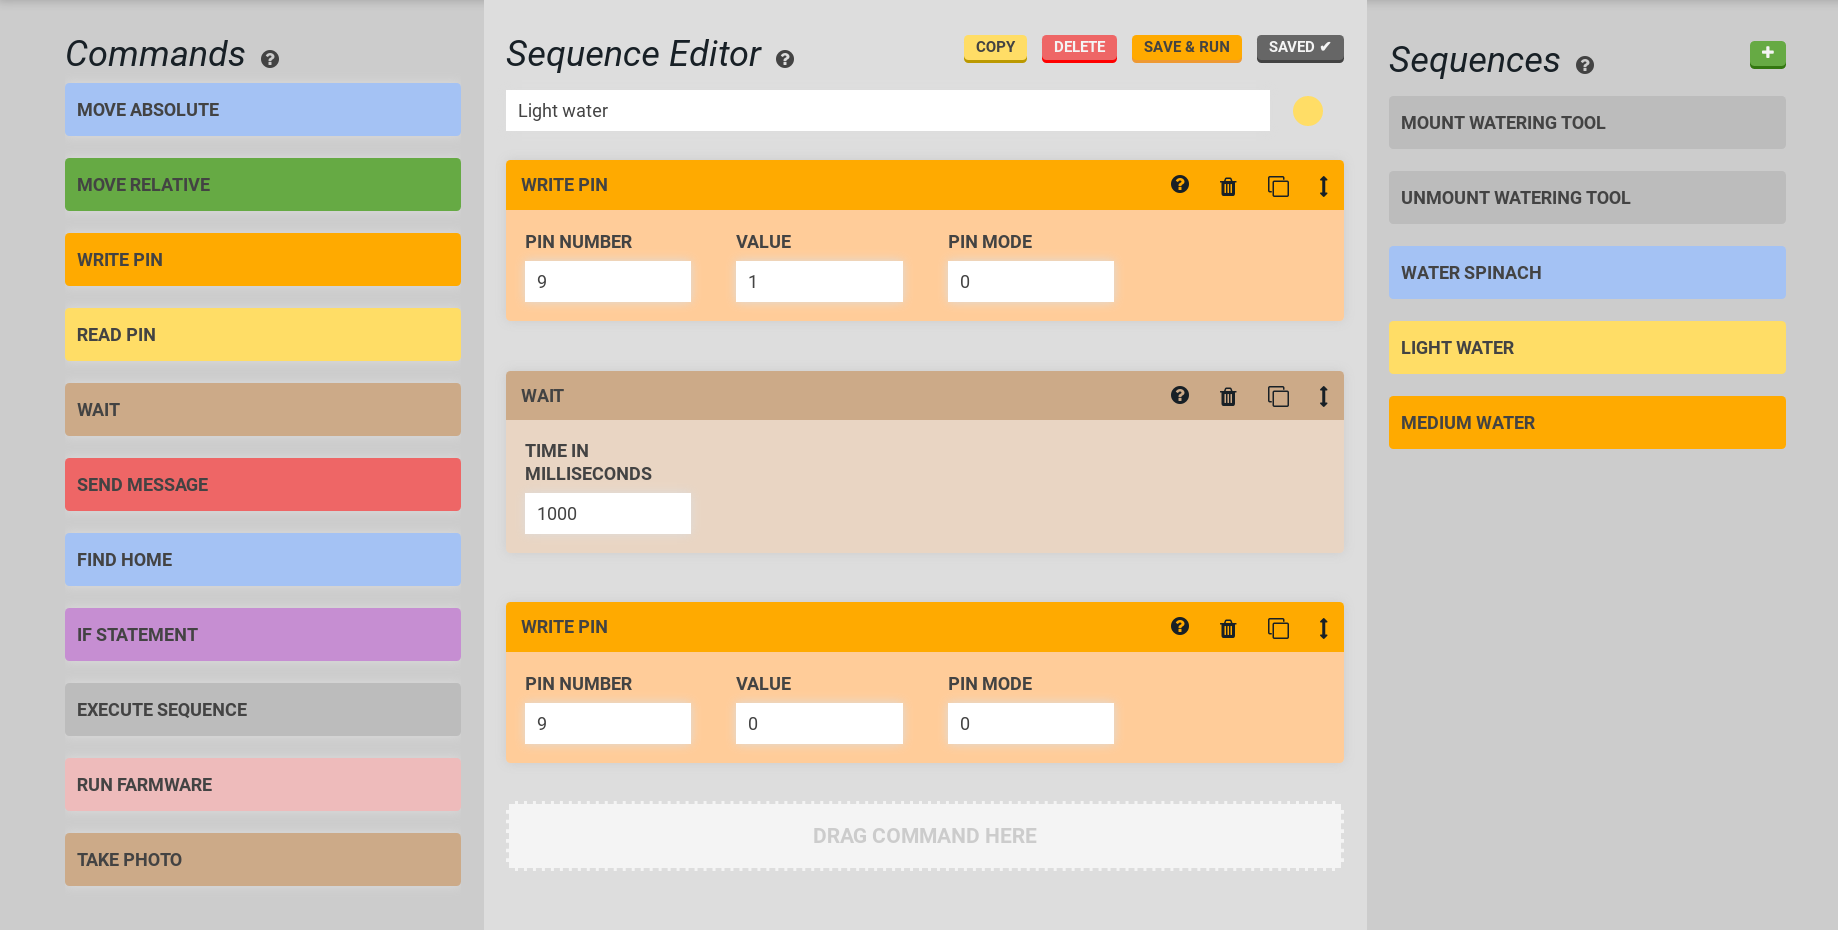 Commands
MOVE ABSOLUTE
MOVE RELATIVE
WRITE PIN
READ PIN
WAIT
SEND MESSAGE
FIND HOME
IF STATEMENT
EXECUTE SEQUENCE
RUN FARMWARE
TAKE PHOTO
Sequence Editor
COPY DELETE SAVE & RUN SAVED ✔
Light water
WRITE PIN
PIN NUMBER VALUE PIN MODE
9 1 0
WAIT
TIME IN
MILLISECONDS
1000
WRITE PIN
PIN NUMBER VALUE PIN MODE
9 0 0
DRAG COMMAND HERE
Sequences
+
MOUNT WATERING TOOL
UNMOUNT WATERING TOOL
WATER SPINACH
LIGHT WATER
MEDIUM WATER